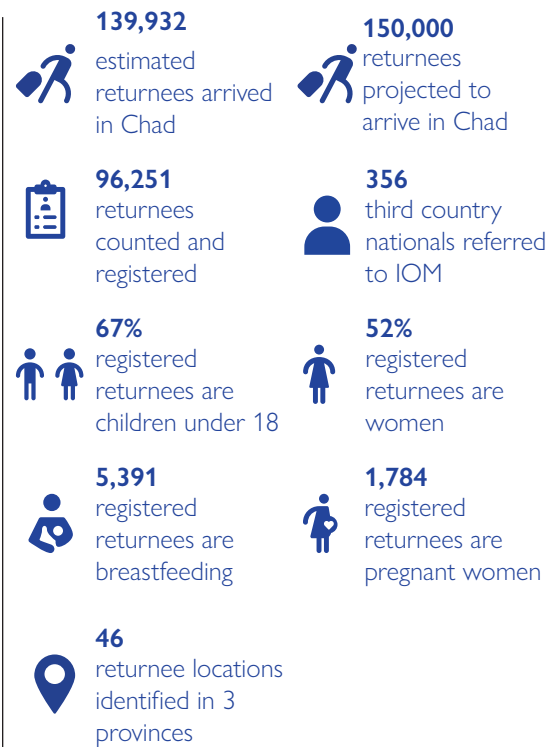 139,932
estimated
returnees arrived
in Chad
150,000
returnees
projected to
arrive in Chad
96,251
returnees
counted and
registered
356
third country
nationals referred
to IOM
67%
registered
returnees are
children under 18
52%
registered
returnees are
women
5,391
registered
returnees are
breastfeeding
1,784
registered
returnees are
pregnant women
46
returnee locations
identified in 3
provinces